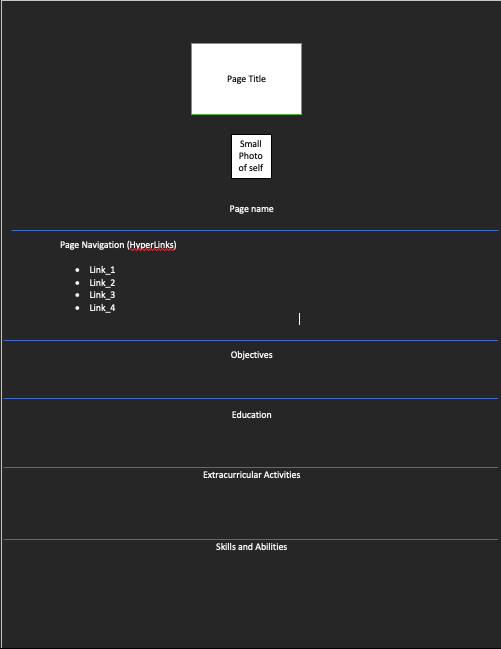 Page Title
Small
Photo
of self
Page name
Page Navigation (HyperLinks)
• Link_1
• Link_2
• Link_3
• Link_4
Objectives
Education
Extracurricular Activities
Skills and Abilities